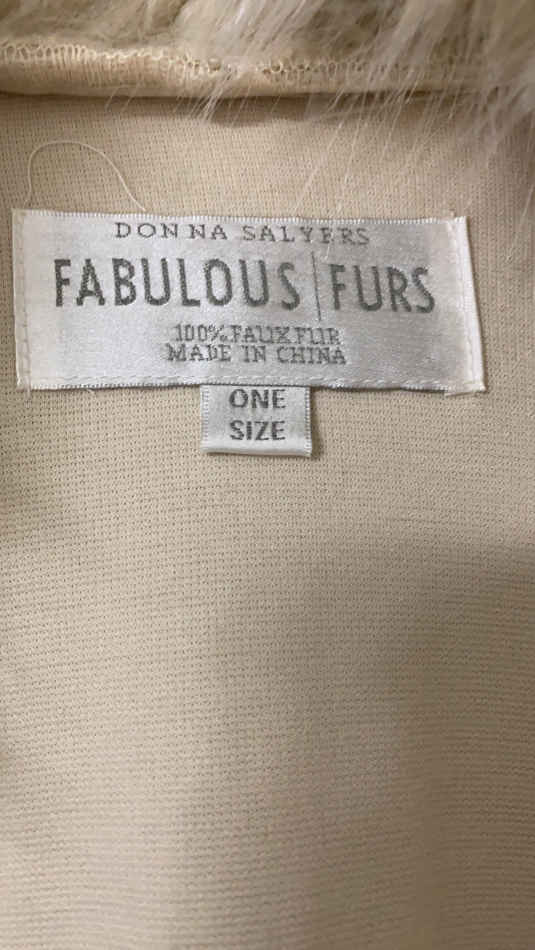 DONNA SALYERS
FABULOUS | FURS
100% FAUX FUR
MADE IN CHINA
ONE
SIZE